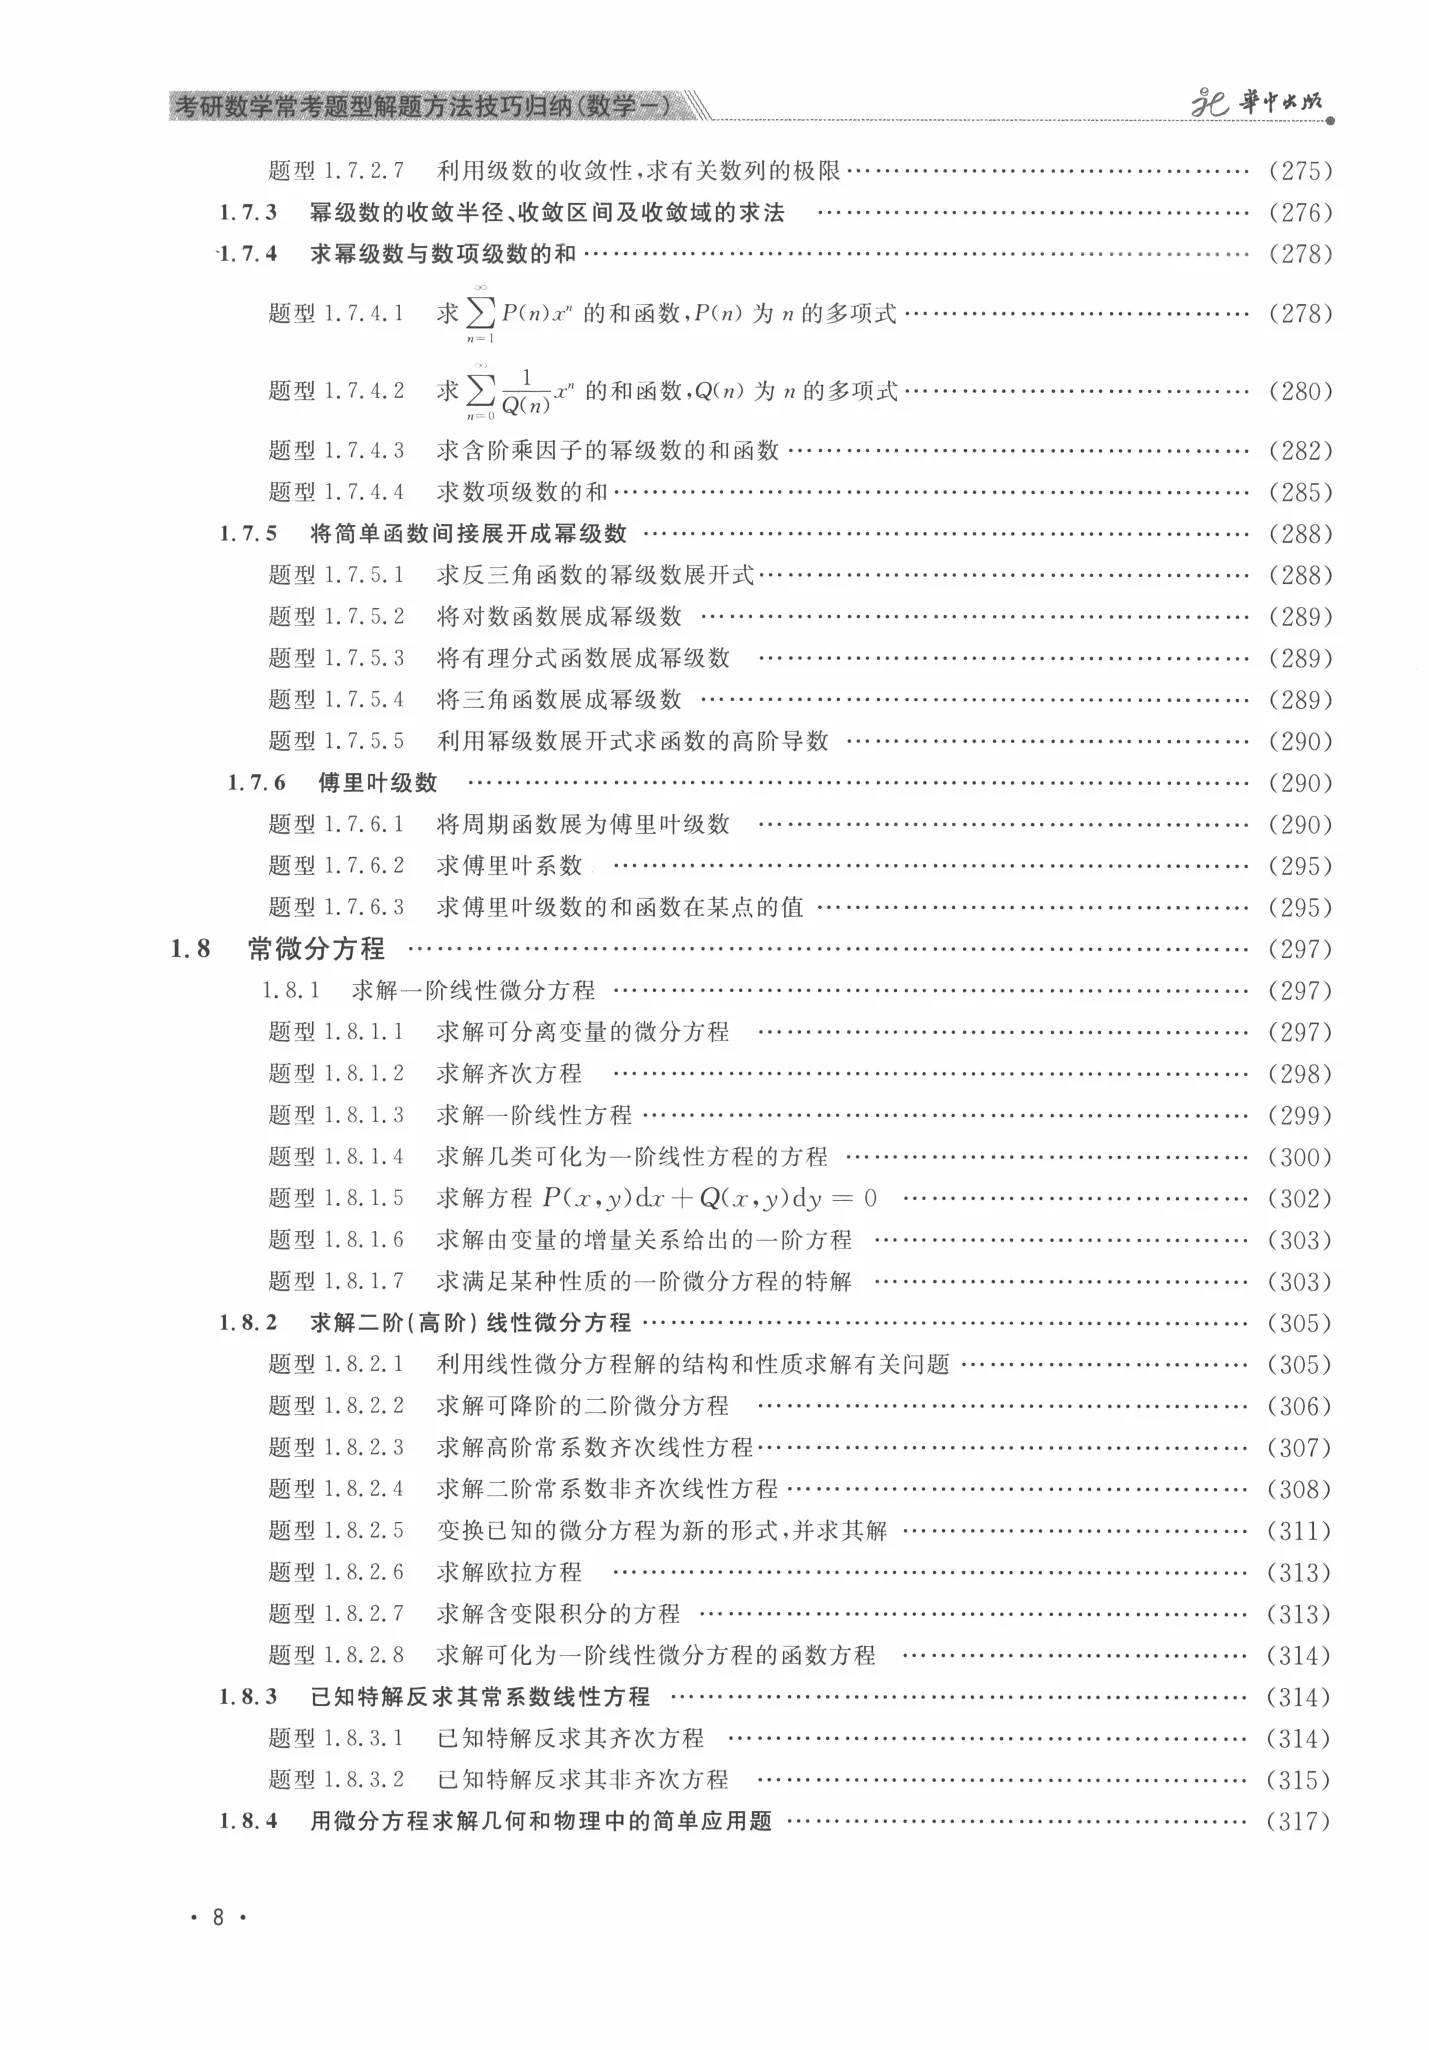 考研数学常考题型解题方法技巧归纳(数学一) 华中出版
题型 1.7.2.7 利用级数的收敛性,求有关数列的极限 …… (275)
1.7.3 幂级数的收敛半径、收敛区间及收敛域的求法 …… (276)
1.7.4 求幂级数与数项级数的和 …… (278)
题型 1.7.4.1 求 ∑_{n=1}^{∞} P(n)xⁿ 的和函数,P(n) 为 n 的多项式 …… (278)
题型 1.7.4.2 求 ∑_{n=0}^{∞} 1/Q(n) xⁿ 的和函数,Q(n) 为 n 的多项式 …… (280)
题型 1.7.4.3 求含阶乘因子的幂级数的和函数 …… (282)
题型 1.7.4.4 求数项级数的和 …… (285)
1.7.5 将简单函数间接展开成幂级数 …… (288)
题型 1.7.5.1 求反三角函数的幂级数展开式 …… (288)
题型 1.7.5.2 将对数函数展成幂级数 …… (289)
题型 1.7.5.3 将有理分式函数展成幂级数 …… (289)
题型 1.7.5.4 将三角函数展成幂级数 …… (289)
题型 1.7.5.5 利用幂级数展开式求函数的高阶导数 …… (290)
1.7.6 傅里叶级数 …… (290)
题型 1.7.6.1 将周期函数展为傅里叶级数 …… (290)
题型 1.7.6.2 求傅里叶系数 …… (295)
题型 1.7.6.3 求傅里叶级数的和函数在某点的值 …… (295)
1.8 常微分方程 …… (297)
1.8.1 求解一阶线性微分方程 …… (297)
题型 1.8.1.1 求解可分离变量的微分方程 …… (297)
题型 1.8.1.2 求解齐次方程 …… (298)
题型 1.8.1.3 求解一阶线性方程 …… (299)
题型 1.8.1.4 求解几类可化为一阶线性方程的方程 …… (300)
题型 1.8.1.5 求解方程 P(x,y)dx+Q(x,y)dy=0 …… (302)
题型 1.8.1.6 求解由变量的增量关系给出的一阶方程 …… (303)
题型 1.8.1.7 求满足某种性质的一阶微分方程的特解 …… (303)
1.8.2 求解二阶(高阶)线性微分方程 …… (305)
题型 1.8.2.1 利用线性微分方程解的结构和性质求解有关问题 …… (305)
题型 1.8.2.2 求解可降阶的二阶微分方程 …… (306)
题型 1.8.2.3 求解高阶常系数齐次线性方程 …… (307)
题型 1.8.2.4 求解二阶常系数非齐次线性方程 …… (308)
题型 1.8.2.5 变换已知的微分方程为新的形式,并求其解 …… (311)
题型 1.8.2.6 求解欧拉方程 …… (313)
题型 1.8.2.7 求解含变限积分的方程 …… (313)
题型 1.8.2.8 求解可化为一阶线性微分方程的函数方程 …… (314)
1.8.3 已知特解反求其常系数线性方程 …… (314)
题型 1.8.3.1 已知特解反求其齐次方程 …… (314)
题型 1.8.3.2 已知特解反求其非齐次方程 …… (315)
1.8.4 用微分方程求解几何和物理中的简单应用题 …… (317)
· 8 ·